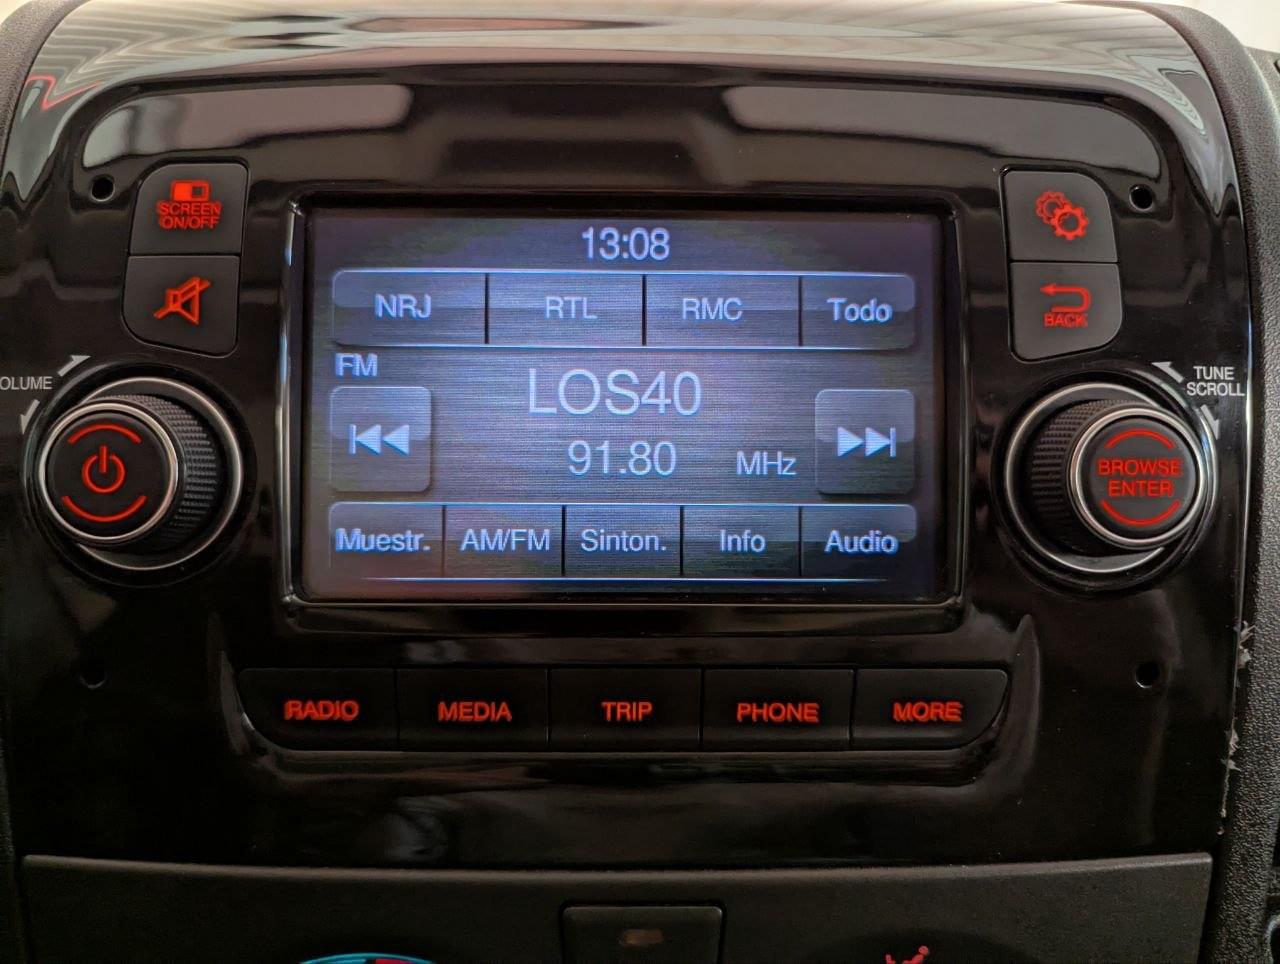 SCREEN
ON/OFF
13:08
NRJ RTL RMC Todo
BACK
OLUME
FM
LOS40
TUNE
SCROLL
91.80 MHz
BROWSE
ENTER
Muestr. AM/FM Sinton. Info Audio
RADIO MEDIA TRIP PHONE MORE